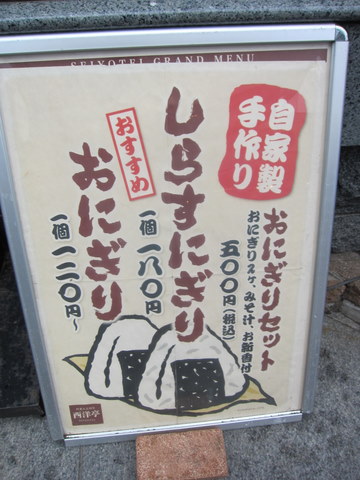 SEIYOTEI GRAND MENU
自家製
手作り
おにぎりセット
おにぎり2ヶ、みそ汁、お新香付
五〇〇円(税込)
しらすにぎり
一個 一八〇円
おすすめ
おにぎり
一個 一二〇円~
西洋亭